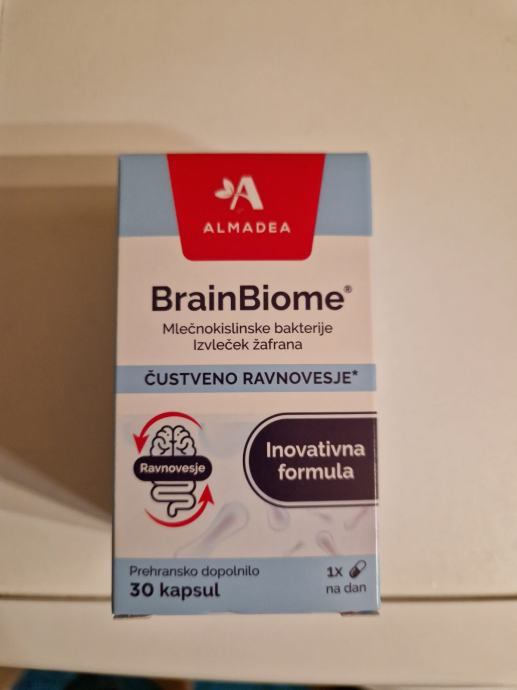 ALMADEA
BrainBiome®
Mlečnokislinske bakterije
Izvleček žafrana
ČUSTVENO RAVNOVESJE*
Ravnovesje
Inovativna
formula
Prehransko dopolnilo
30 kapsul
1X
na dan